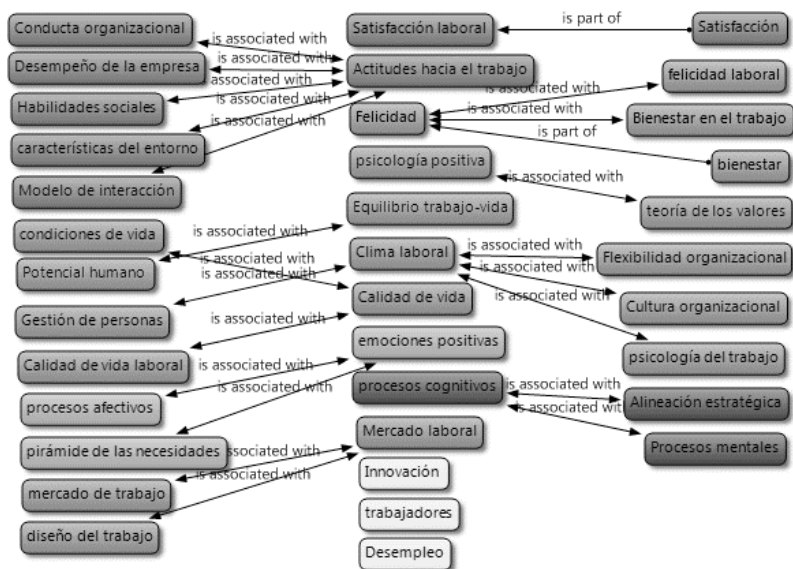 Conducta organizacional
Desempeño de la empresa
Habilidades sociales
características del entorno
Modelo de interacción
condiciones de vida
Potencial humano
Gestión de personas
Calidad de vida laboral
procesos afectivos
pirámide de las necesidades
mercado de trabajo
diseño del trabajo
is associated with
is associated with
associated with
is associated with
is associated with
is associated with
is associated with
is associated with
is associated with
is associated with
is associated with
associated with
is associated with
Satisfacción laboral
Actitudes hacia el trabajo
Felicidad
psicología positiva
Equilibrio trabajo-vida
Clima laboral
Calidad de vida
emociones positivas
procesos cognitivos
Mercado laboral
Innovación
trabajadores
Desempleo
is part of
is associated with
is associated with
is part of
is associated with
is associated with
is associated with
is associated with
is associated with
is associated with
Satisfacción
felicidad laboral
Bienestar en el trabajo
bienestar
teoría de los valores
Flexibilidad organizacional
Cultura organizacional
psicología del trabajo
Alineación estratégica
Procesos mentales